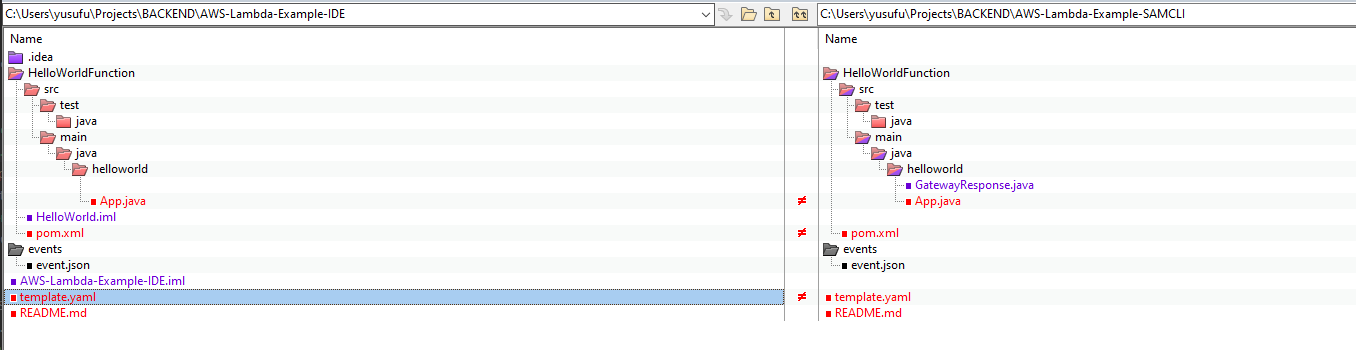 C:\Users\yusufu\Projects\BACKEND\AWS-Lambda-Example-IDE C:\Users\yusufu\Projects\BACKEND\AWS-Lambda-Example-SAMCLI
Name Name
.idea
HelloWorldFunction HelloWorldFunction
src src
test test
java java
main main
java java
helloworld helloworld
GatewayResponse.java
App.java ≠ App.java
HelloWorld.iml
pom.xml ≠ pom.xml
events events
event.json event.json
AWS-Lambda-Example-IDE.iml
template.yaml ≠ template.yaml
README.md README.md